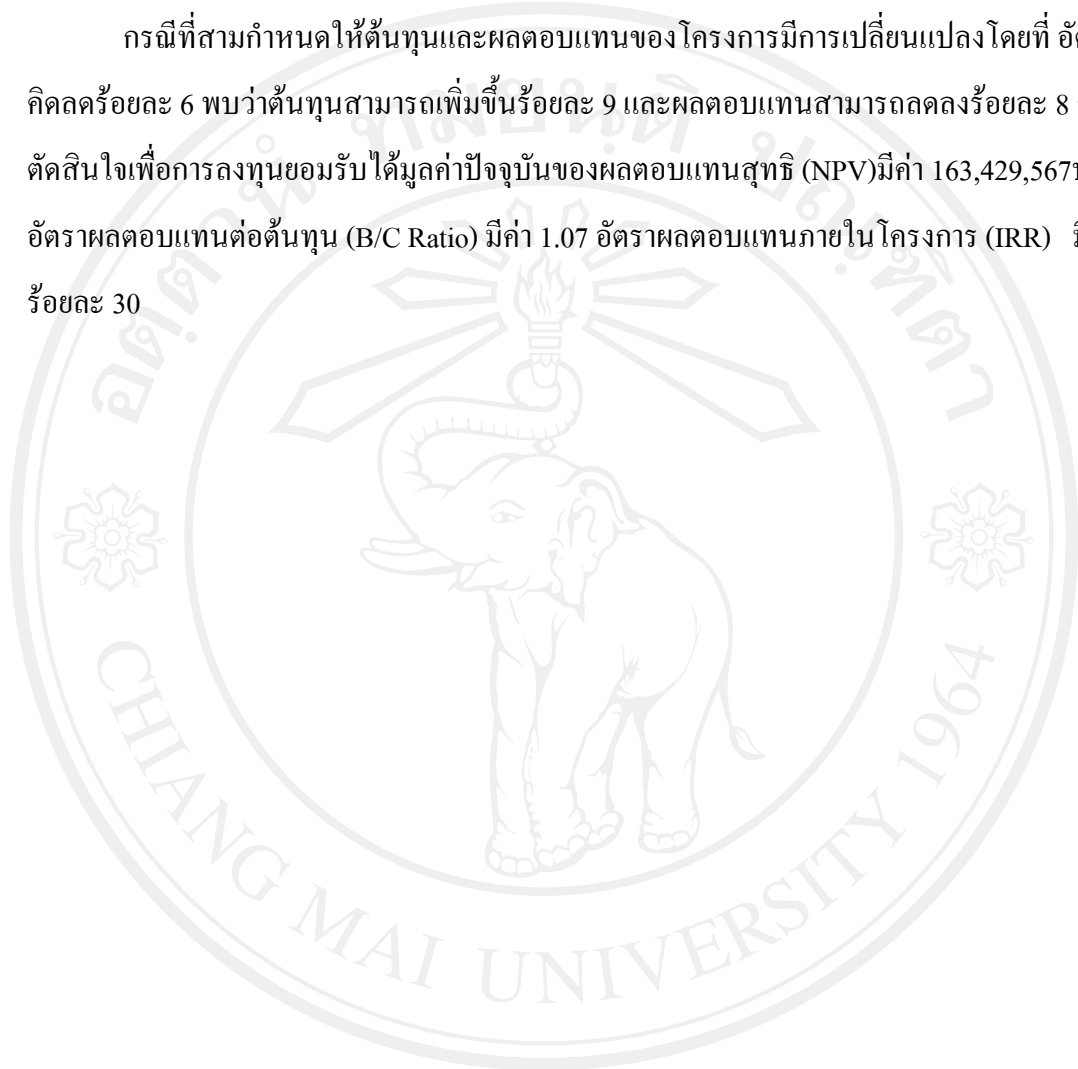 กรณีที่สามกำหนดให้ต้นทุนและผลตอบแทนของโครงการมีการเปลี่ยนแปลงโดยที่
คิดลดร้อยละ 6 พบว่าต้นทุนสามารถเพิ่มขึ้นร้อยละ 9 และผลตอบแทนสามารถลดลงร้อยละ 8
ตัดสินใจเพื่อการลงทุนยอมรับได้มูลค่าปัจจุบันของผลตอบแทนสุทธิ (NPV)มีค่า 163,429,567
อัตราผลตอบแทนต่อต้นทุน (B/C Ratio) มีค่า 1.07 อัตราผลตอบแทนภายในโครงการ (IRR)
ร้อยละ 30
CHIANG MAI UNIVERSITY 1964